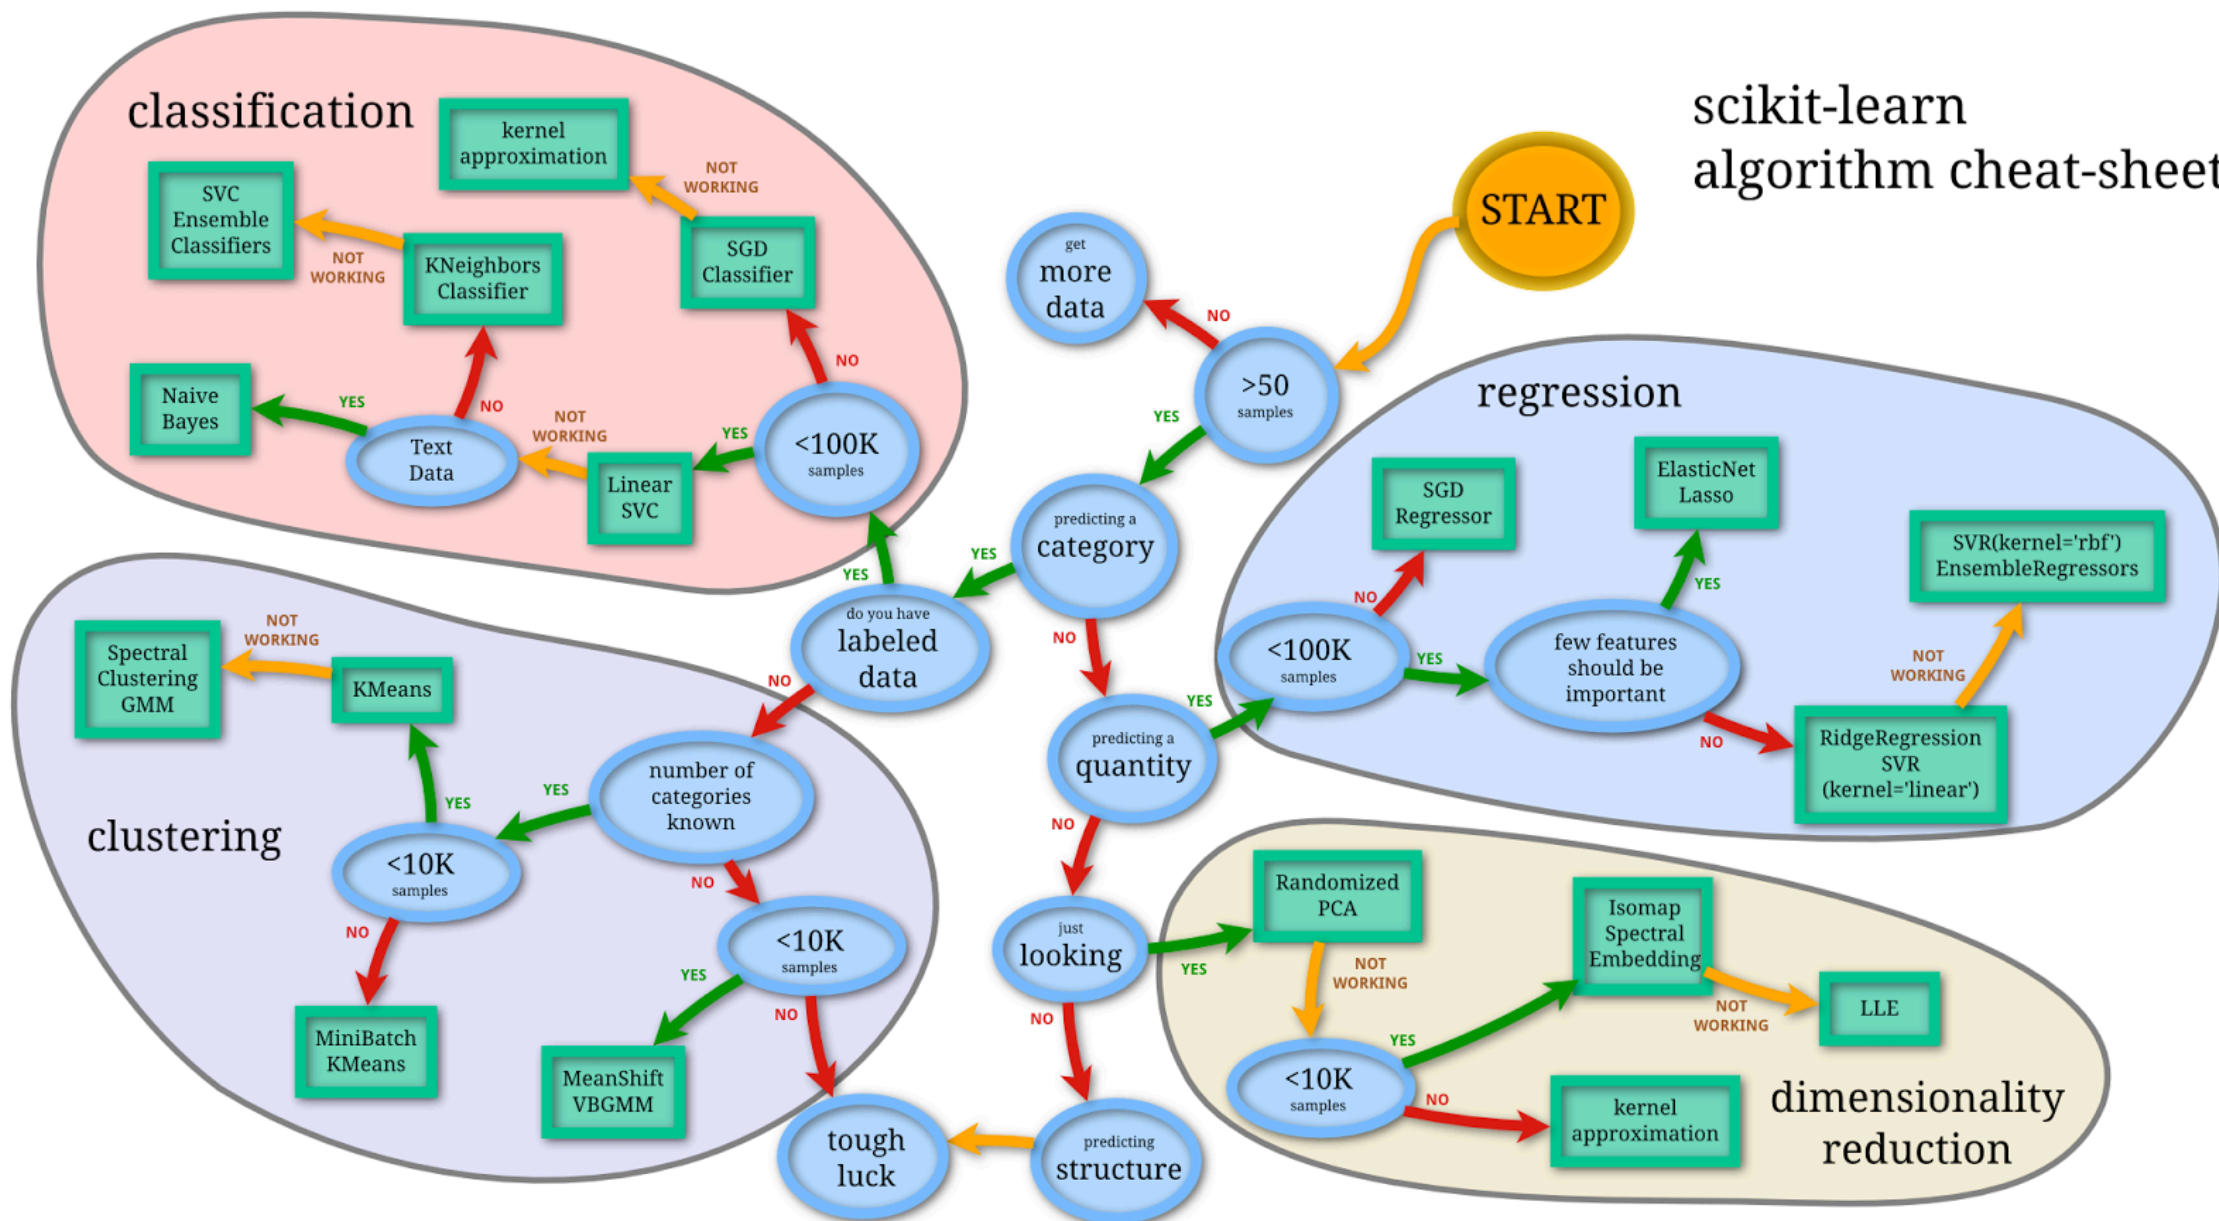 scikit-learn
algorithm cheat-sheet
START
>50
samples
NO
get
more
data
YES
predicting a
category
YES
do you have
labeled
data
YES
NO
NO
predicting a
quantity
YES
NO
just
looking
YES
NO
predicting
structure
tough
luck
classification
<100K
samples
NO
SGD
Classifier
NOT
WORKING
kernel
approximation
YES
Linear
SVC
NOT
WORKING
Text
Data
YES
Naive
Bayes
NO
KNeighbors
Classifier
NOT
WORKING
SVC
Ensemble
Classifiers
clustering
number of
categories
known
YES
<10K
samples
YES
KMeans
NOT
WORKING
Spectral
Clustering
GMM
NO
MiniBatch
KMeans
NO
<10K
samples
YES
MeanShift
VBGMM
NO
regression
<100K
samples
NO
SGD
Regressor
YES
few features
should be
important
YES
ElasticNet
Lasso
NO
RidgeRegression
SVR
(kernel='linear')
NOT
WORKING
SVR(kernel='rbf')
EnsembleRegressors
dimensionality
reduction
Randomized
PCA
NOT
WORKING
<10K
samples
YES
Isomap
Spectral
Embedding
NOT
WORKING
LLE
NO
kernel
approximation